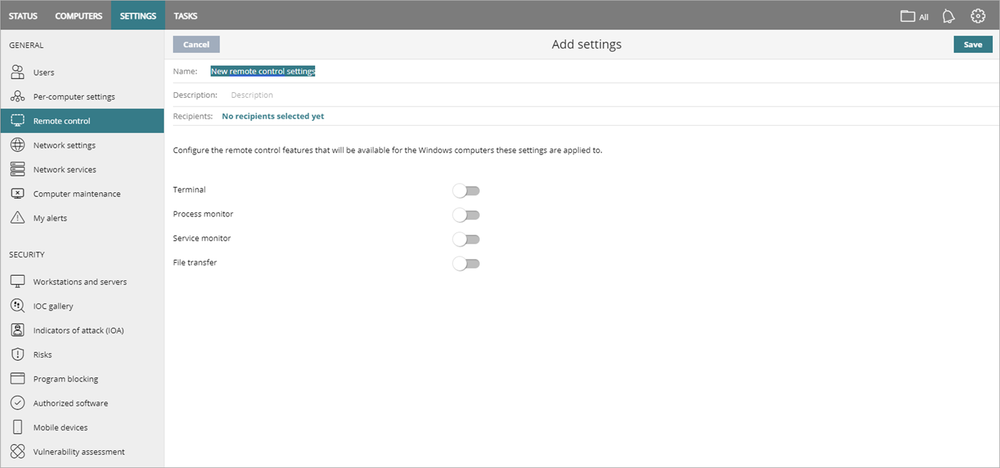 STATUS COMPUTERS SETTINGS TASKS All
GENERAL
Users
Per-computer settings
Remote control
Network settings
Network services
Computer maintenance
My alerts
SECURITY
Workstations and servers
IOC gallery
Indicators of attack (IOA)
Risks
Program blocking
Authorized software
Mobile devices
Vulnerability assessment
Cancel Add settings Save
Name: New remote control settings
Description: Description
Recipients: No recipients selected yet
Configure the remote control features that will be available for the Windows computers these settings are applied to.
Terminal
Process monitor
Service monitor
File transfer